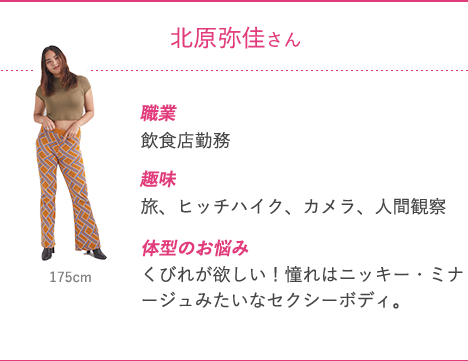 北原弥佳さん
職業
飲食店勤務
趣味
旅、ヒッチハイク、カメラ、人間観察
体型のお悩み
くびれが欲しい！憧れはニッキー・ミナ
ージュみたいなセクシーボディ。
175cm